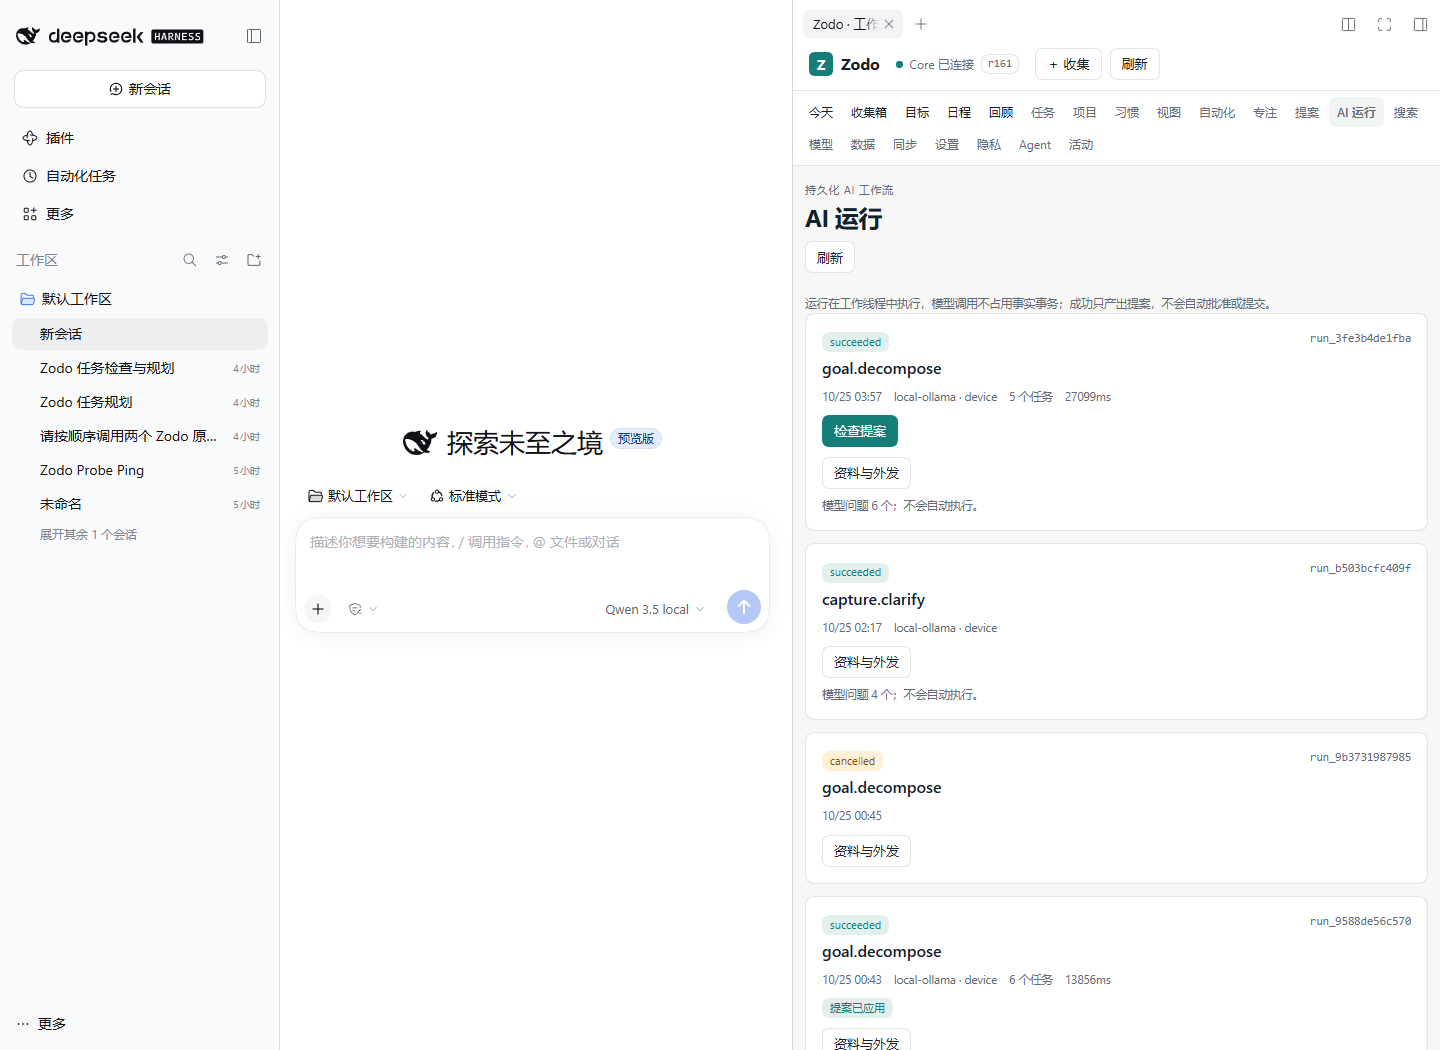 deepseek HARNESS
新会话
插件
自动化任务
更多
工作区
默认工作区
新会话
Zodo 任务检查与规划 4小时
Zodo 任务规划 4小时
请按顺序调用两个 Zodo 原... 4小时
Zodo Probe Ping 5小时
未命名 5小时
展开其余 1 个会话
更多
探索未至之境 预览版
默认工作区 标准模式
描述你想要构建的内容, / 调用指令, @ 文件或对话
Qwen 3.5 local
Zodo · 工作
Z Zodo Core 已连接 r161 + 收集 刷新
今天 收集箱 目标 日程 回顾 任务 项目 习惯 视图 自动化 专注 提案 AI 运行 搜索
模型 数据 同步 设置 隐私 Agent 活动
持久化 AI 工作流
AI 运行
刷新
运行在工作线程中执行，模型调用不占用事实事务；成功只产出提案，不会自动批准或提交。
succeeded run_3fe3b4de1fba
goal.decompose
10/25 03:57 local-ollama · device 5 个任务 27099ms
检查提案
资料与外发
模型问题 6 个；不会自动执行。
succeeded run_b503bcfc409f
capture.clarify
10/25 02:17 local-ollama · device
资料与外发
模型问题 4 个；不会自动执行。
cancelled run_9b3731987985
goal.decompose
10/25 00:45
资料与外发
succeeded run_9588de56c570
goal.decompose
10/25 00:43 local-ollama · device 6 个任务 13856ms
提案已应用
资料与外发